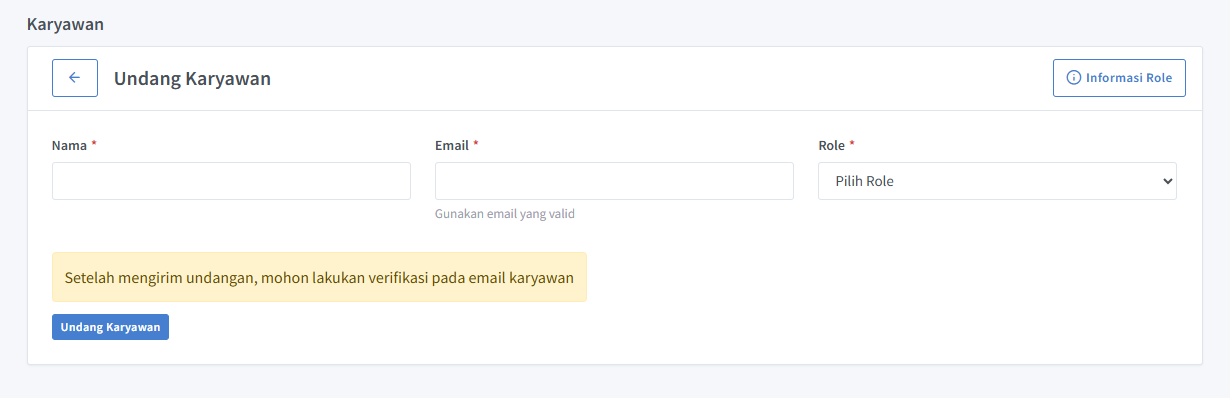 Karyawan
Undang Karyawan
Informasi Role
Nama *
Email *
Role *
Pilih Role
Gunakan email yang valid
Setelah mengirim undangan, mohon lakukan verifikasi pada email karyawan
Undang Karyawan